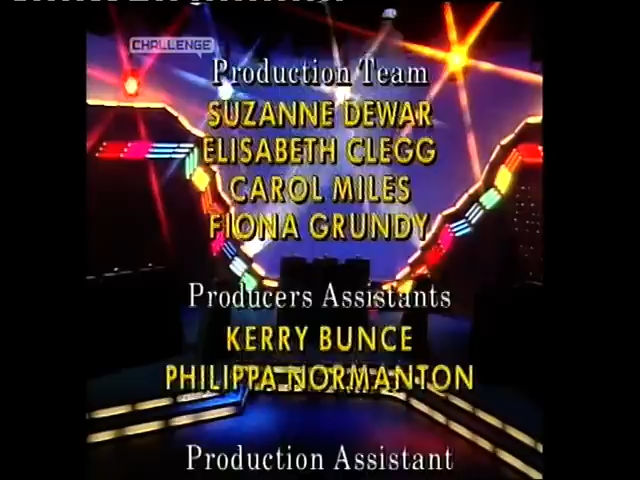 CHALLENGE
Production Team
SUZANNE DEWAR
ELISABETH CLEGG
CAROL MILES
FIONA GRUNDY
Producers Assistants
KERRY BUNCE
PHILIPPA NORMANTON
Production Assistant